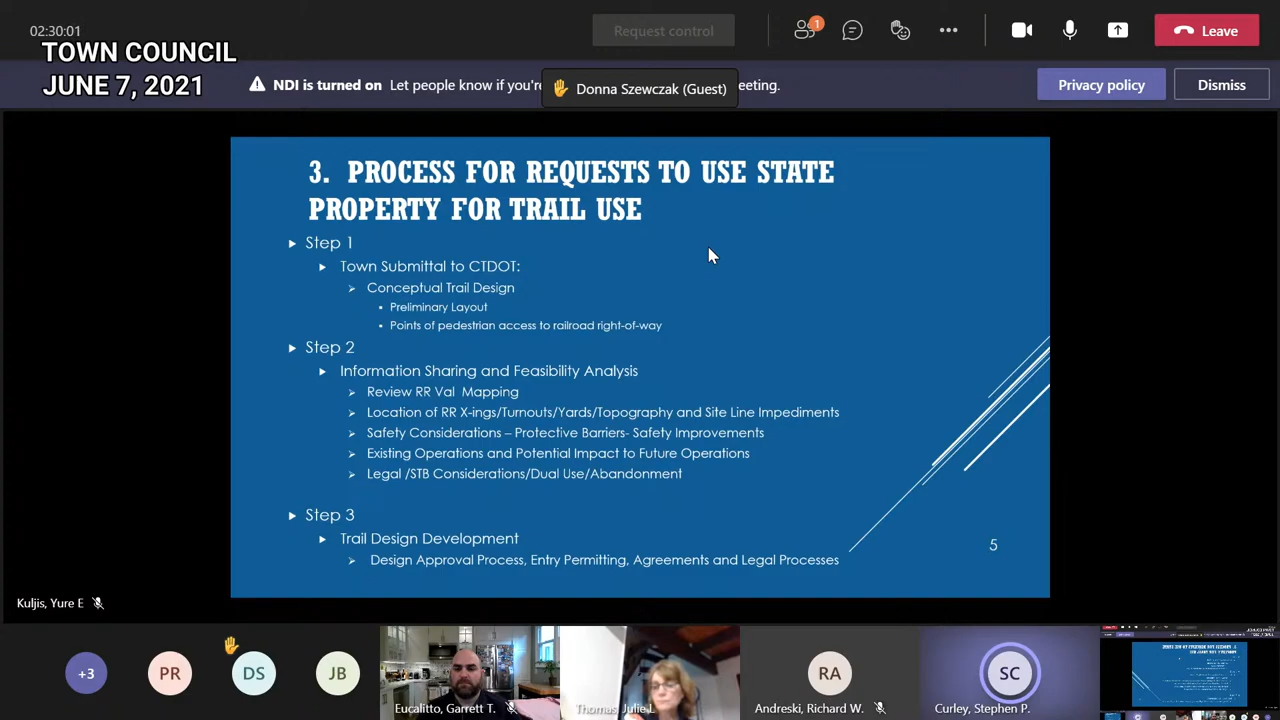 02:30:01
TOWN COUNCIL
JUNE 7, 2021
Request control
1
Leave
NDI is turned on Let people know if you're
Donna Szewczak (Guest)
eeting.
Privacy policy
Dismiss
3. PROCESS FOR REQUESTS TO USE STATE
PROPERTY FOR TRAIL USE
Step 1
Town Submittal to CTDOT:
Conceptual Trail Design
Preliminary Layout
Points of pedestrian access to railroad right-of-way
Step 2
Information Sharing and Feasibility Analysis
Review RR Val Mapping
Location of RR X-ings/Turnouts/Yards/Topography and Site Line Impediments
Safety Considerations – Protective Barriers- Safety Improvements
Existing Operations and Potential Impact to Future Operations
Legal /STB Considerations/Dual Use/Abandonment
Step 3
Trail Design Development
Design Approval Process, Entry Permitting, Agreements and Legal Processes
5
Kuljis, Yure E
+3
PR
DS
JB
RA
SC
Eucalitto, Garrett T.
Thomas, Julie L
Andreski, Richard W.
Curley, Stephen P.